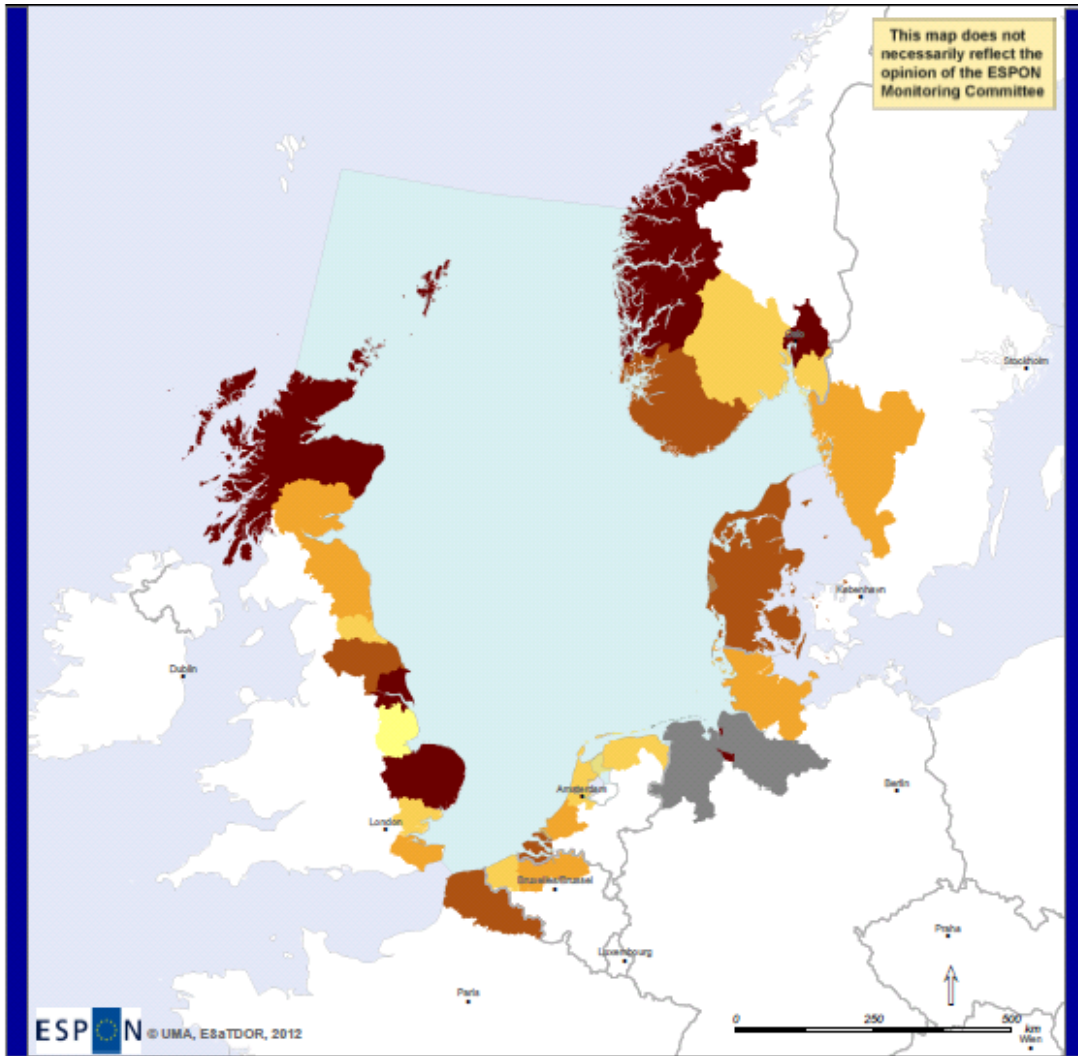 This map does not
necessarily reflect the
opinion of the ESPON
Monitoring Committee
Oslo
Stockholm
København
Dublin
Berlin
Amsterdam
London
Bruxelles/Brussel
Praha
Luxembourg
Paris
ESPON © UMA, ESaTDOR, 2012
0 250 500
km
Wien